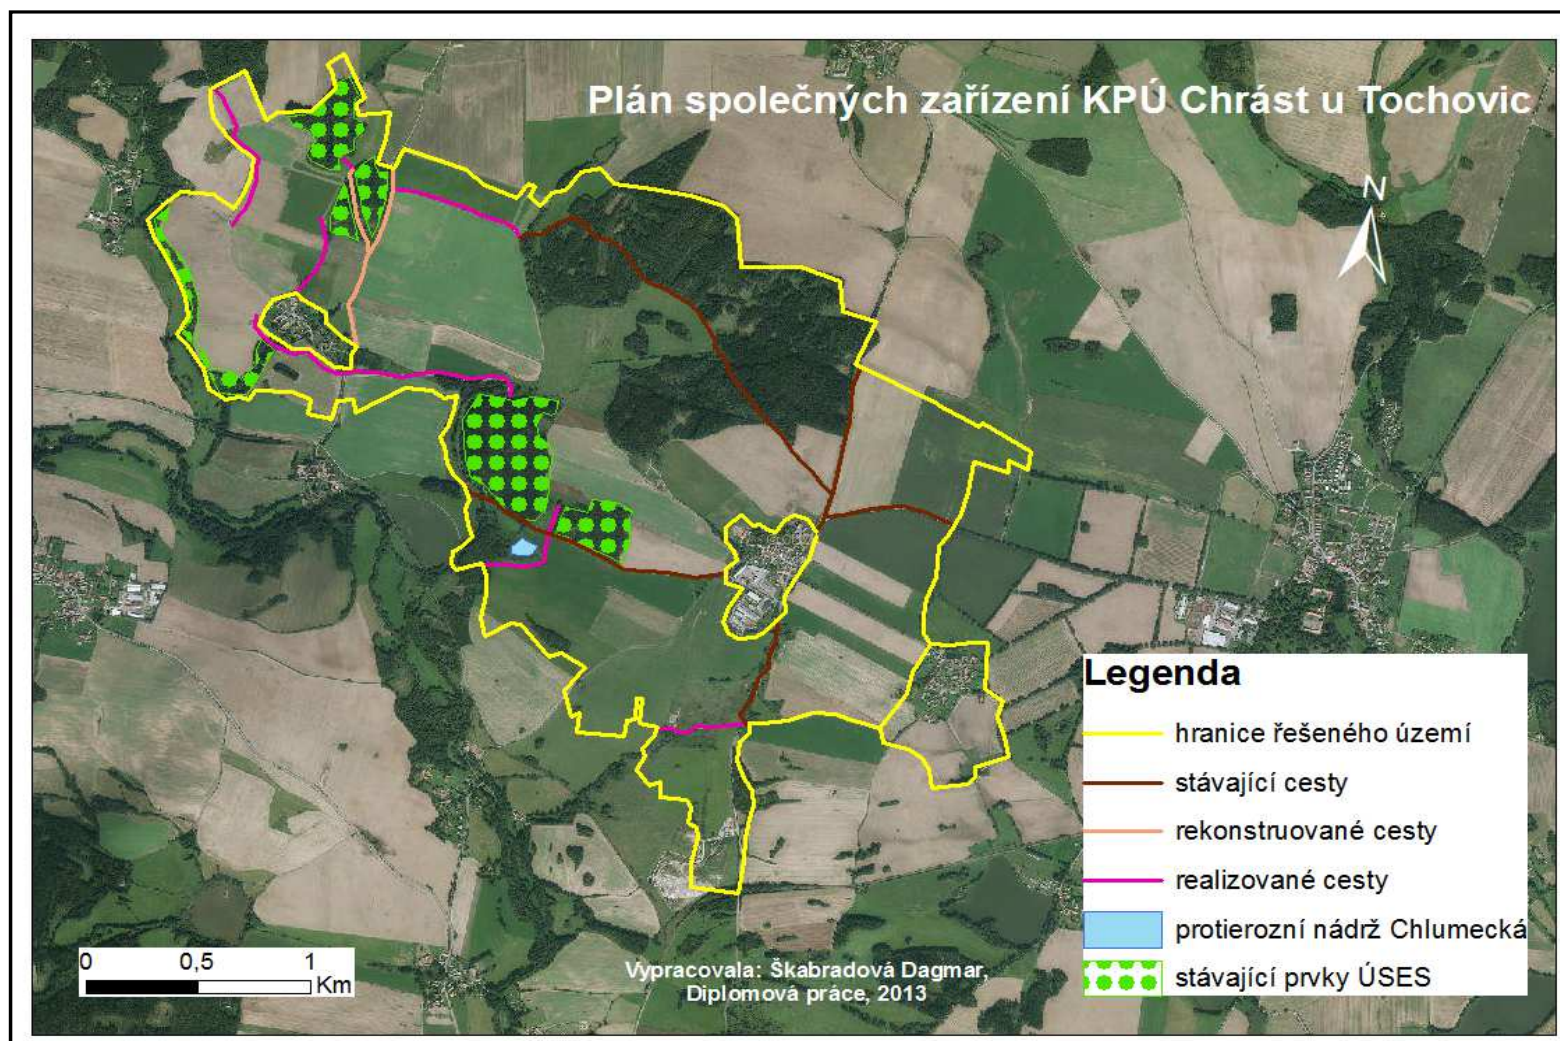 Plán společných zařízení KPÚ Chrást u Tochovic
N
Legenda
hranice řešeného území
stávající cesty
rekonstruované cesty
realizované cesty
protierozní nádrž Chlumecká
stávající prvky ÚSES
0 0,5 1
Km
Vypracovala: Škabradová Dagmar,
Diplomová práce, 2013